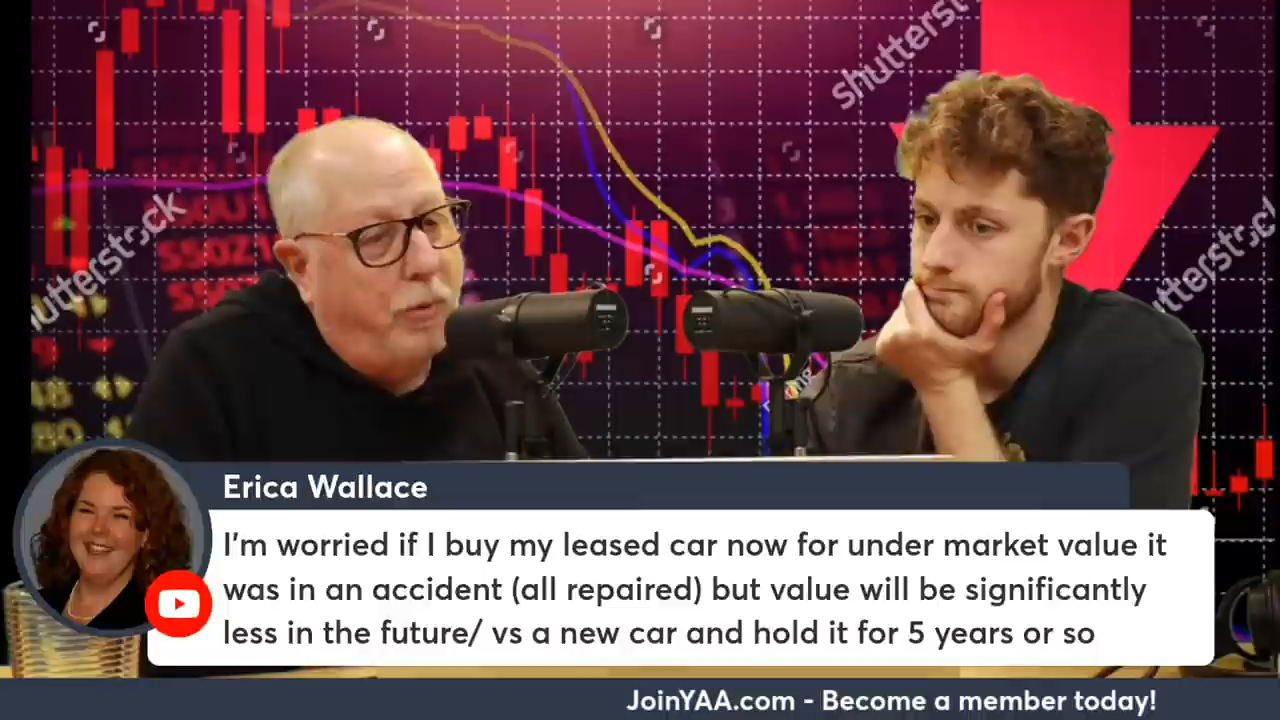 shutterstock
shutterstock
SS021
Erica Wallace
I'm worried if I buy my leased car now for under market value it
was in an accident (all repaired) but value will be significantly
less in the future/ vs a new car and hold it for 5 years or so
JoinYAA.com - Become a member today!